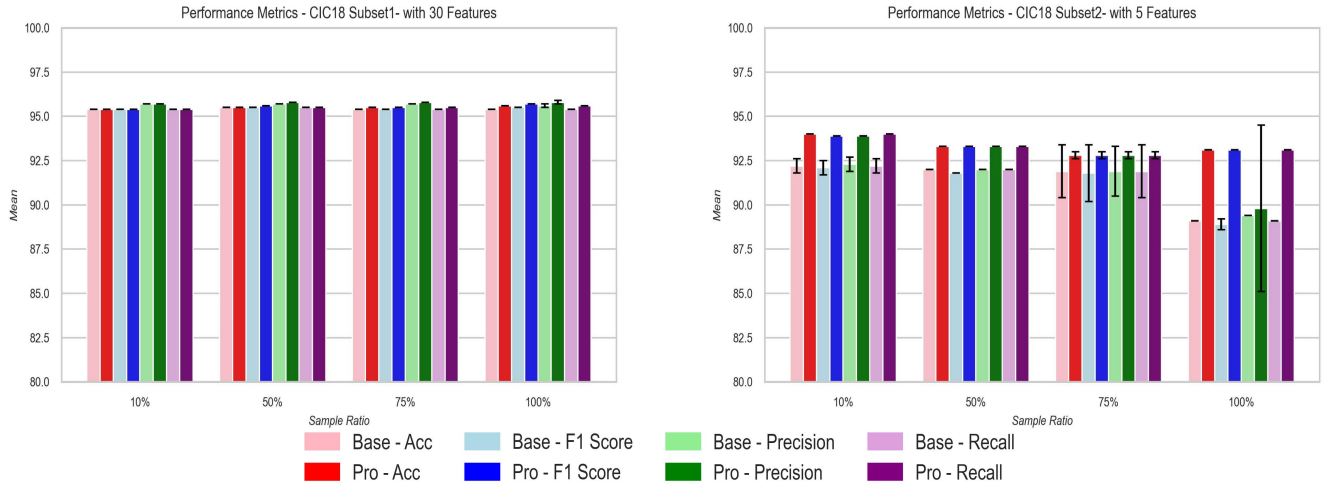 Performance Metrics - CIC18 Subset1- with 30 Features
100.0
97.5
95.0
92.5
90.0
87.5
85.0
82.5
80.0
Mean
10%
50%
75%
100%
Sample Ratio
Performance Metrics - CIC18 Subset2- with 5 Features
100.0
97.5
95.0
92.5
90.0
87.5
85.0
82.5
80.0
Mean
10%
50%
75%
100%
Sample Ratio
Base - Acc
Base - F1 Score
Base - Precision
Base - Recall
Pro - Acc
Pro - F1 Score
Pro - Precision
Pro - Recall